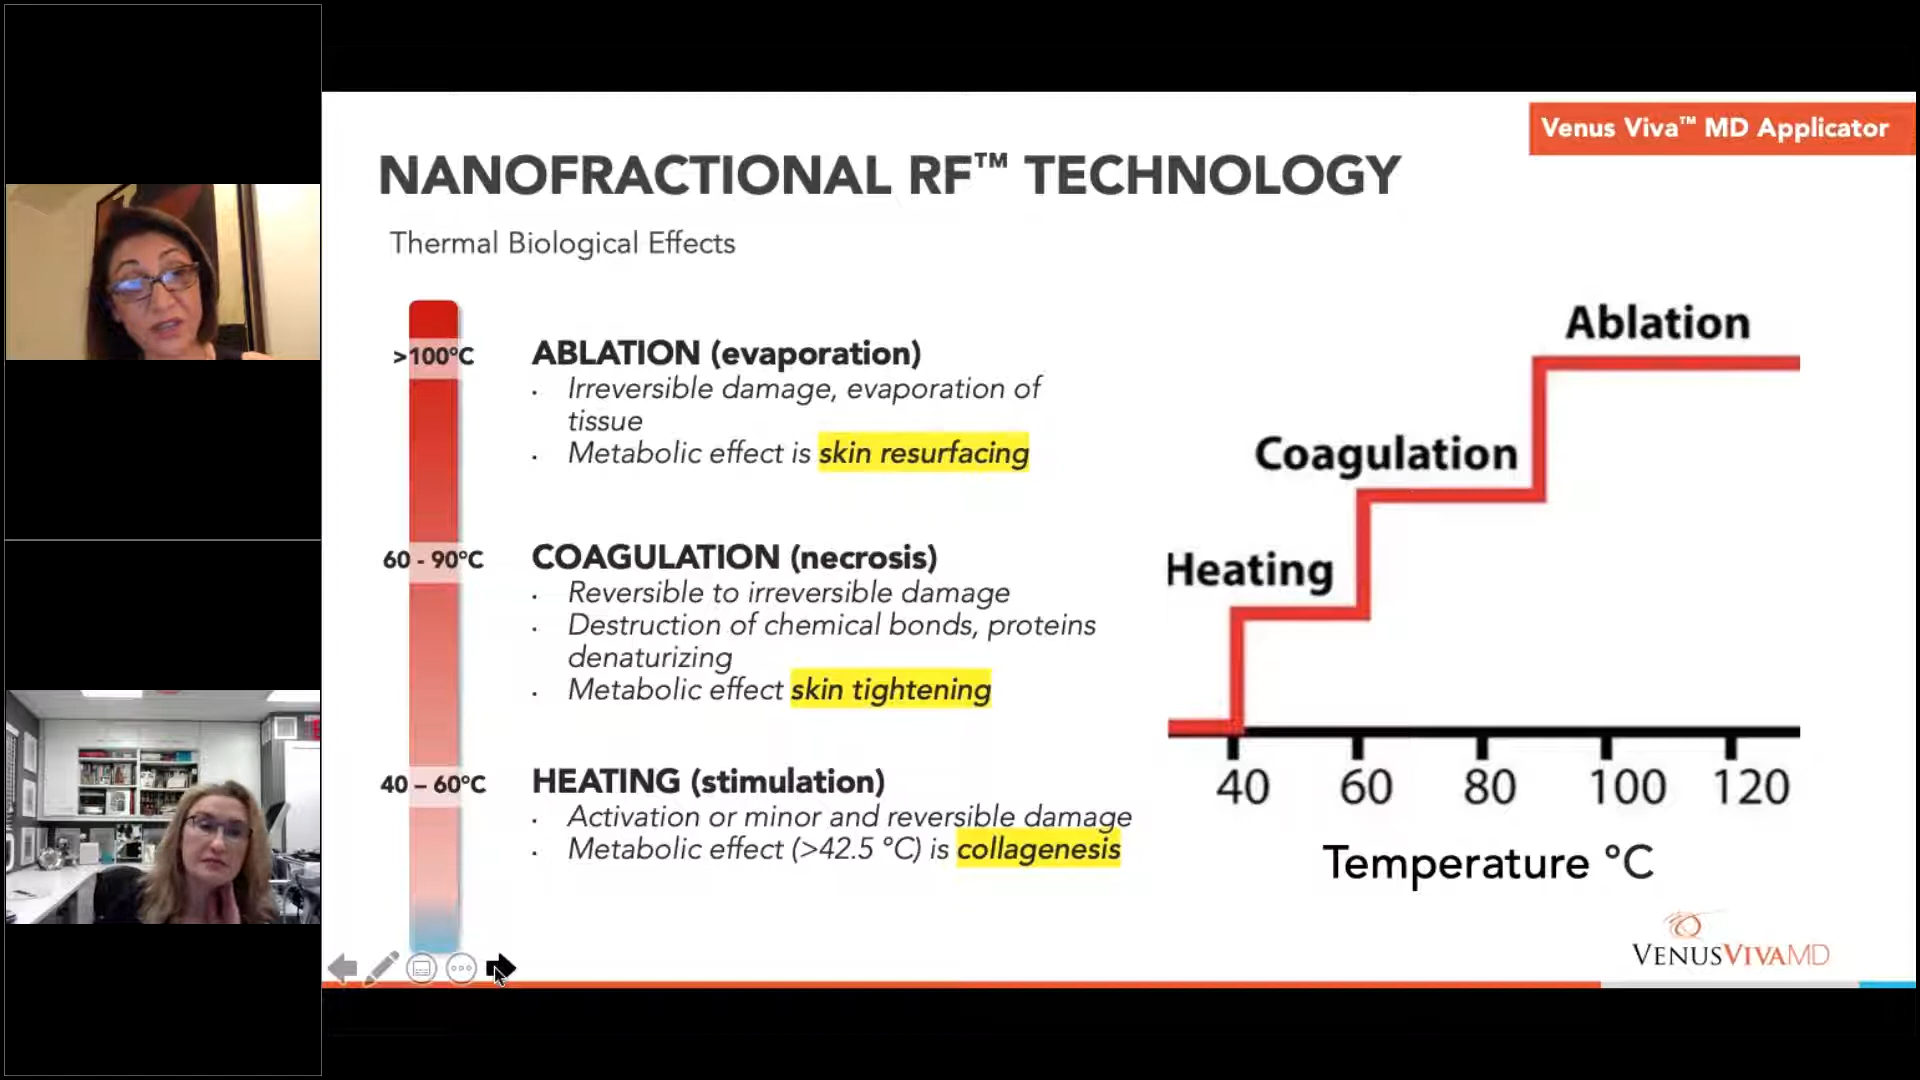 Venus Viva™ MD Applicator
NANOFRACTIONAL RF™ TECHNOLOGY
Thermal Biological Effects
>100°C
ABLATION (evaporation)
• Irreversible damage, evaporation of
tissue
• Metabolic effect is skin resurfacing
60 - 90°C
COAGULATION (necrosis)
• Reversible to irreversible damage
• Destruction of chemical bonds, proteins
denaturizing
• Metabolic effect skin tightening
40 – 60°C
HEATING (stimulation)
• Activation or minor and reversible damage
• Metabolic effect (>42.5 °C) is collagenesis
Ablation
Coagulation
Heating
40 60 80 100 120
Temperature °C
VENUSVIVAMD